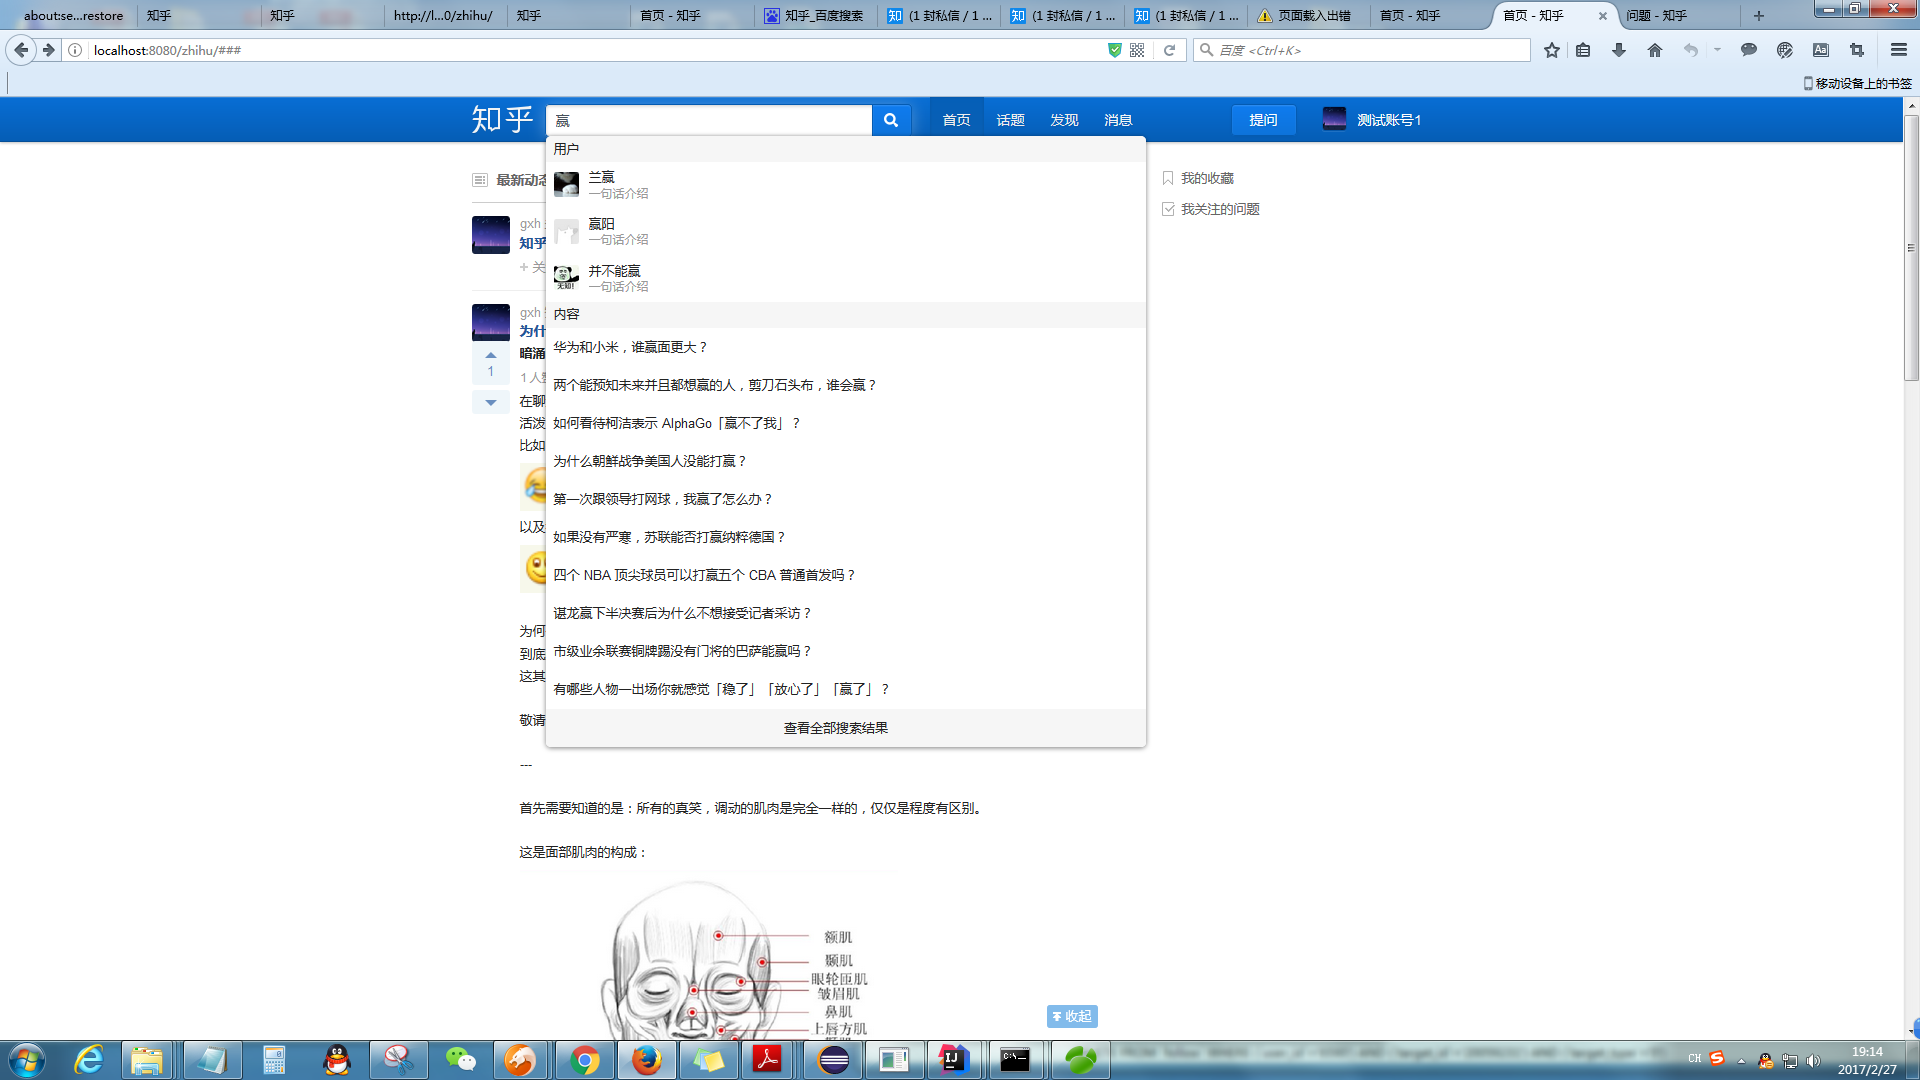 about:se...restore
知乎
知乎
http://l...0/zhihu/
知乎
首页 - 知乎
知乎_百度搜索
(1 封私信 / 1 ...
(1 封私信 / 1 ...
(1 封私信 / 1 ...
页面载入出错
首页 - 知乎
首页 - 知乎
问题 - 知乎
localhost:8080/zhihu/###
百度 <Ctrl+K>
移动设备上的书签
知乎
赢
首页
话题
发现
消息
提问
测试账号1
用户
兰赢
一句话介绍
赢阳
一句话介绍
并不能赢
一句话介绍
内容
华为和小米，谁赢面更大？
两个能预知未来并且都想赢的人，剪刀石头布，谁会赢？
如何看待柯洁表示 AlphaGo「赢不了我」？
为什么朝鲜战争美国人没能打赢？
第一次跟领导打网球，我赢了怎么办？
如果没有严寒，苏联能否打赢纳粹德国？
四个 NBA 顶尖球员可以打赢五个 CBA 普通首发吗？
谌龙赢下半决赛后为什么不想接受记者采访？
市级业余联赛铜牌踢没有门将的巴萨能赢吗？
有哪些人物一出场你就感觉「稳了」「放心了」「赢了」？
查看全部搜索结果
最新动态
我的收藏
我关注的问题
gxh
知乎
+ 关
gxh
为什
暗涌
1
1 人
在聊
活泼
比如
以及
为何
到底
这其
敬请
---
首先需要知道的是：所有的真笑，调动的肌肉是完全一样的，仅仅是程度有区别。
这是面部肌肉的构成：
额肌
颞肌
眼轮匝肌
皱眉肌
鼻肌
上唇方肌
收起
无知!
CH
19:14
2017/2/27